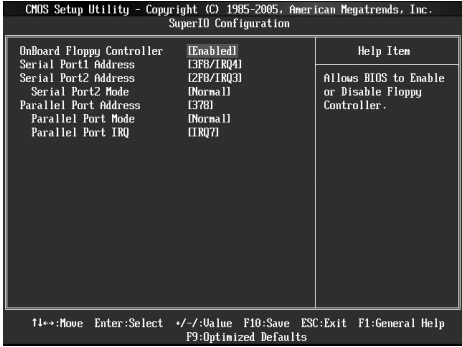 CMOS Setup Utility - Copyright (C) 1985-2005, American Megatrends, Inc.
SuperIO Configuration
OnBoard Floppy Controller [Enabled]
Serial Port1 Address [3F8/IRQ4]
Serial Port2 Address [2F8/IRQ3]
Serial Port2 Mode [Normal]
Parallel Port Address [378]
Parallel Port Mode [Normal]
Parallel Port IRQ [IRQ7]
Help Item
Allows BIOS to Enable
or Disable Floppy
Controller.
↑↓↔:Move Enter:Select +/-/:Value F10:Save ESC:Exit F1:General Help
F9:Optimized Defaults